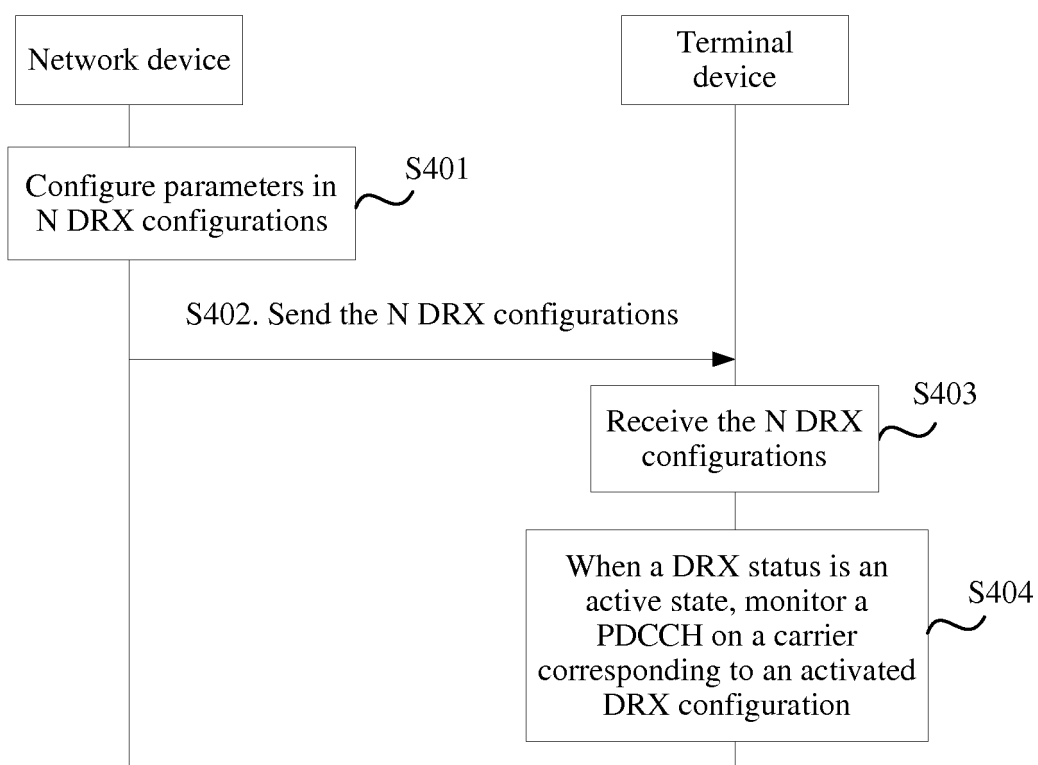 Network device
Terminal
device
Configure parameters in
N DRX configurations
S401
S402. Send the N DRX configurations
Receive the N DRX
configurations
S403
When a DRX status is an
active state, monitor a
PDCCH on a carrier
corresponding to an activated
DRX configuration
S404